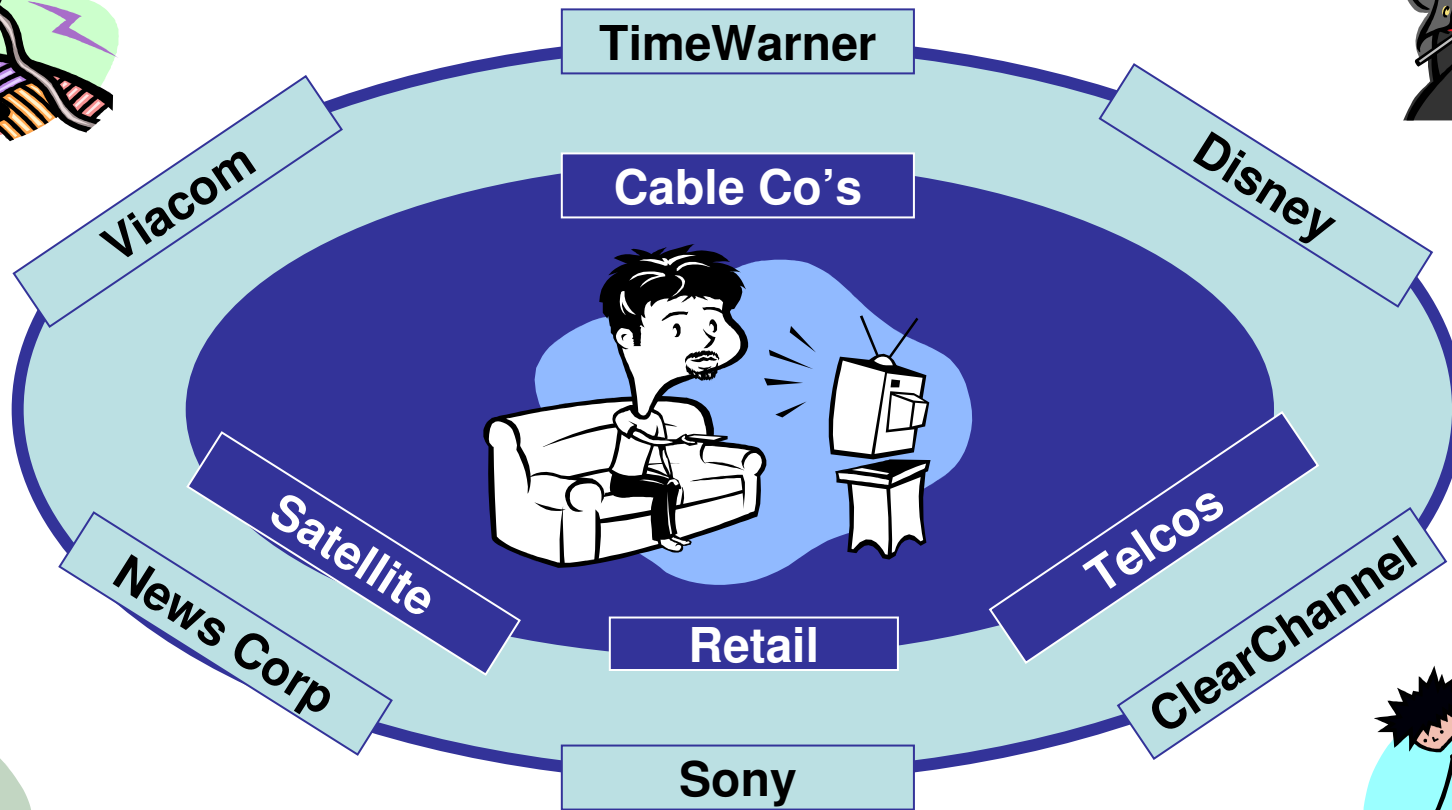 TimeWarner
Viacom
Disney
Cable Co’s
Satellite
Telcos
News Corp
ClearChannel
Retail
Sony